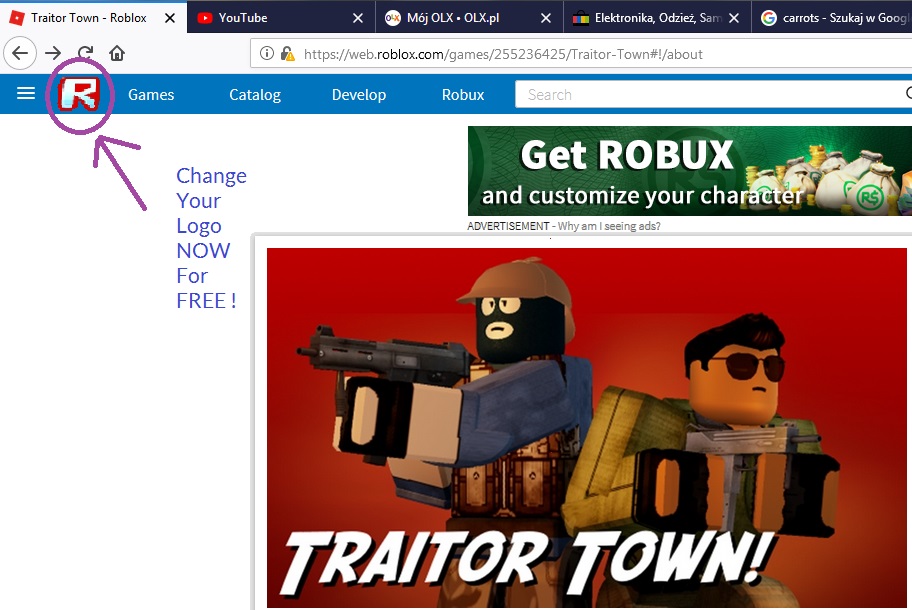 Traitor Town - Roblox
YouTube
Mój OLX • OLX.pl
Elektronika, Odzież, Sam
carrots - Szukaj w Googl
https://web.roblox.com/games/255236425/Traitor-Town#!/about
R
Games
Catalog
Develop
Robux
Search
Get ROBUX
and customize your character
R$
ADVERTISEMENT - Why am I seeing ads?
Change
Your
Logo
NOW
For
FREE !
TRAITOR TOWN!